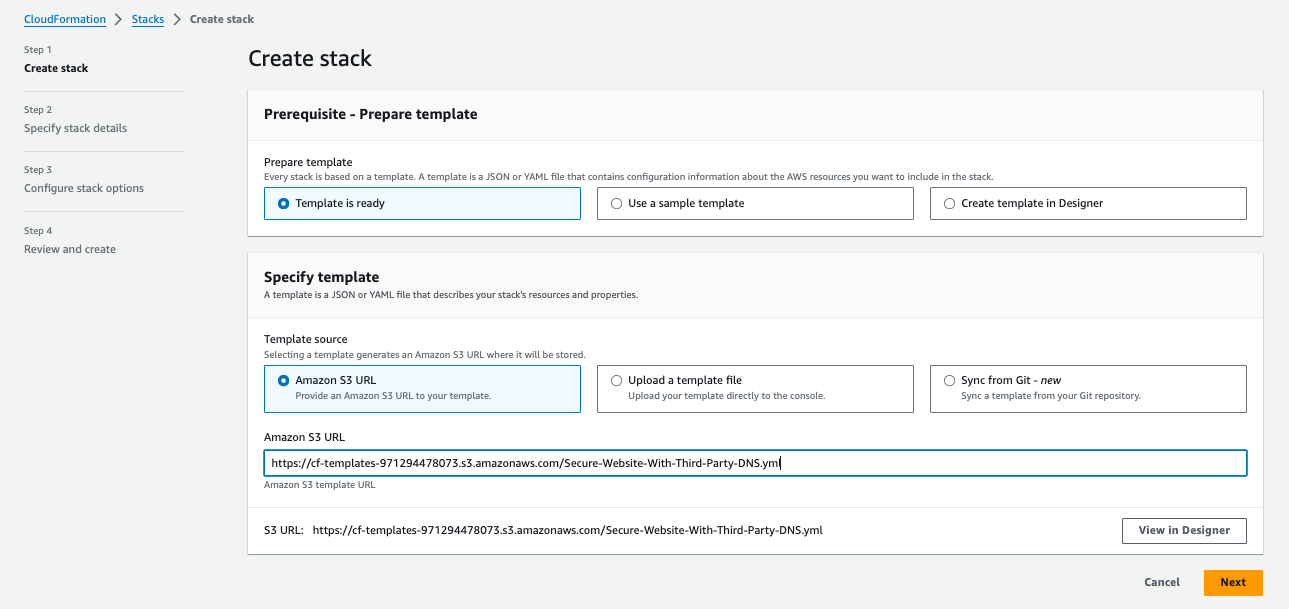 CloudFormation > Stacks > Create stack
Step 1
Create stack
Step 2
Specify stack details
Step 3
Configure stack options
Step 4
Review and create
Create stack
Prerequisite - Prepare template
Prepare template
Every stack is based on a template. A template is a JSON or YAML file that contains configuration information about the AWS resources you want to include in the stack.
Template is ready
Use a sample template
Create template in Designer
Specify template
A template is a JSON or YAML file that describes your stack's resources and properties.
Template source
Selecting a template generates an Amazon S3 URL where it will be stored.
Amazon S3 URL
Provide an Amazon S3 URL to your template.
Upload a template file
Upload your template directly to the console.
Sync from Git - new
Sync a template from your Git repository.
Amazon S3 URL
https://cf-templates-971294478073.s3.amazonaws.com/Secure-Website-With-Third-Party-DNS.yml
Amazon S3 template URL
S3 URL: https://cf-templates-971294478073.s3.amazonaws.com/Secure-Website-With-Third-Party-DNS.yml
View in Designer
Cancel
Next